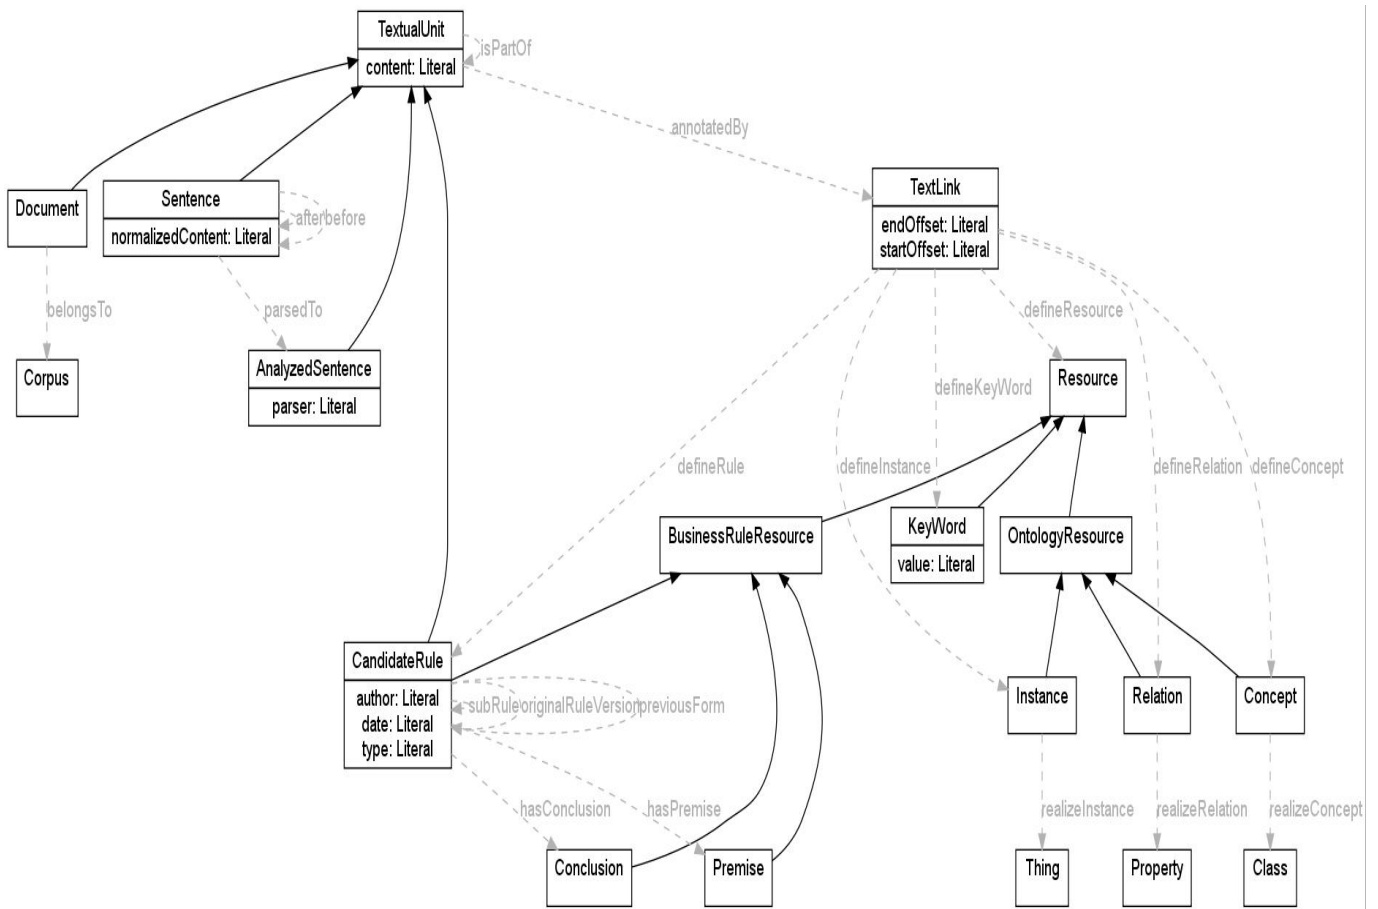 TextualUnit
content: Literal
isPartOf
annotatedBy
Document
Sentence
normalizedContent: Literal
afterbefore
TextLink
endOffset: Literal
startOffset: Literal
belongsTo
parsedTo
defineResource
Corpus
AnalyzedSentence
parser: Literal
Resource
defineKeyWord
defineRule
defineInstance
defineRelation
defineConcept
BusinessRuleResource
KeyWord
value: Literal
OntologyResource
CandidateRule
author: Literal
date: Literal
type: Literal
subRule
originalRuleVersion
previousForm
Instance
Relation
Concept
hasConclusion
hasPremise
realizeInstance
realizeRelation
realizeConcept
Conclusion
Premise
Thing
Property
Class